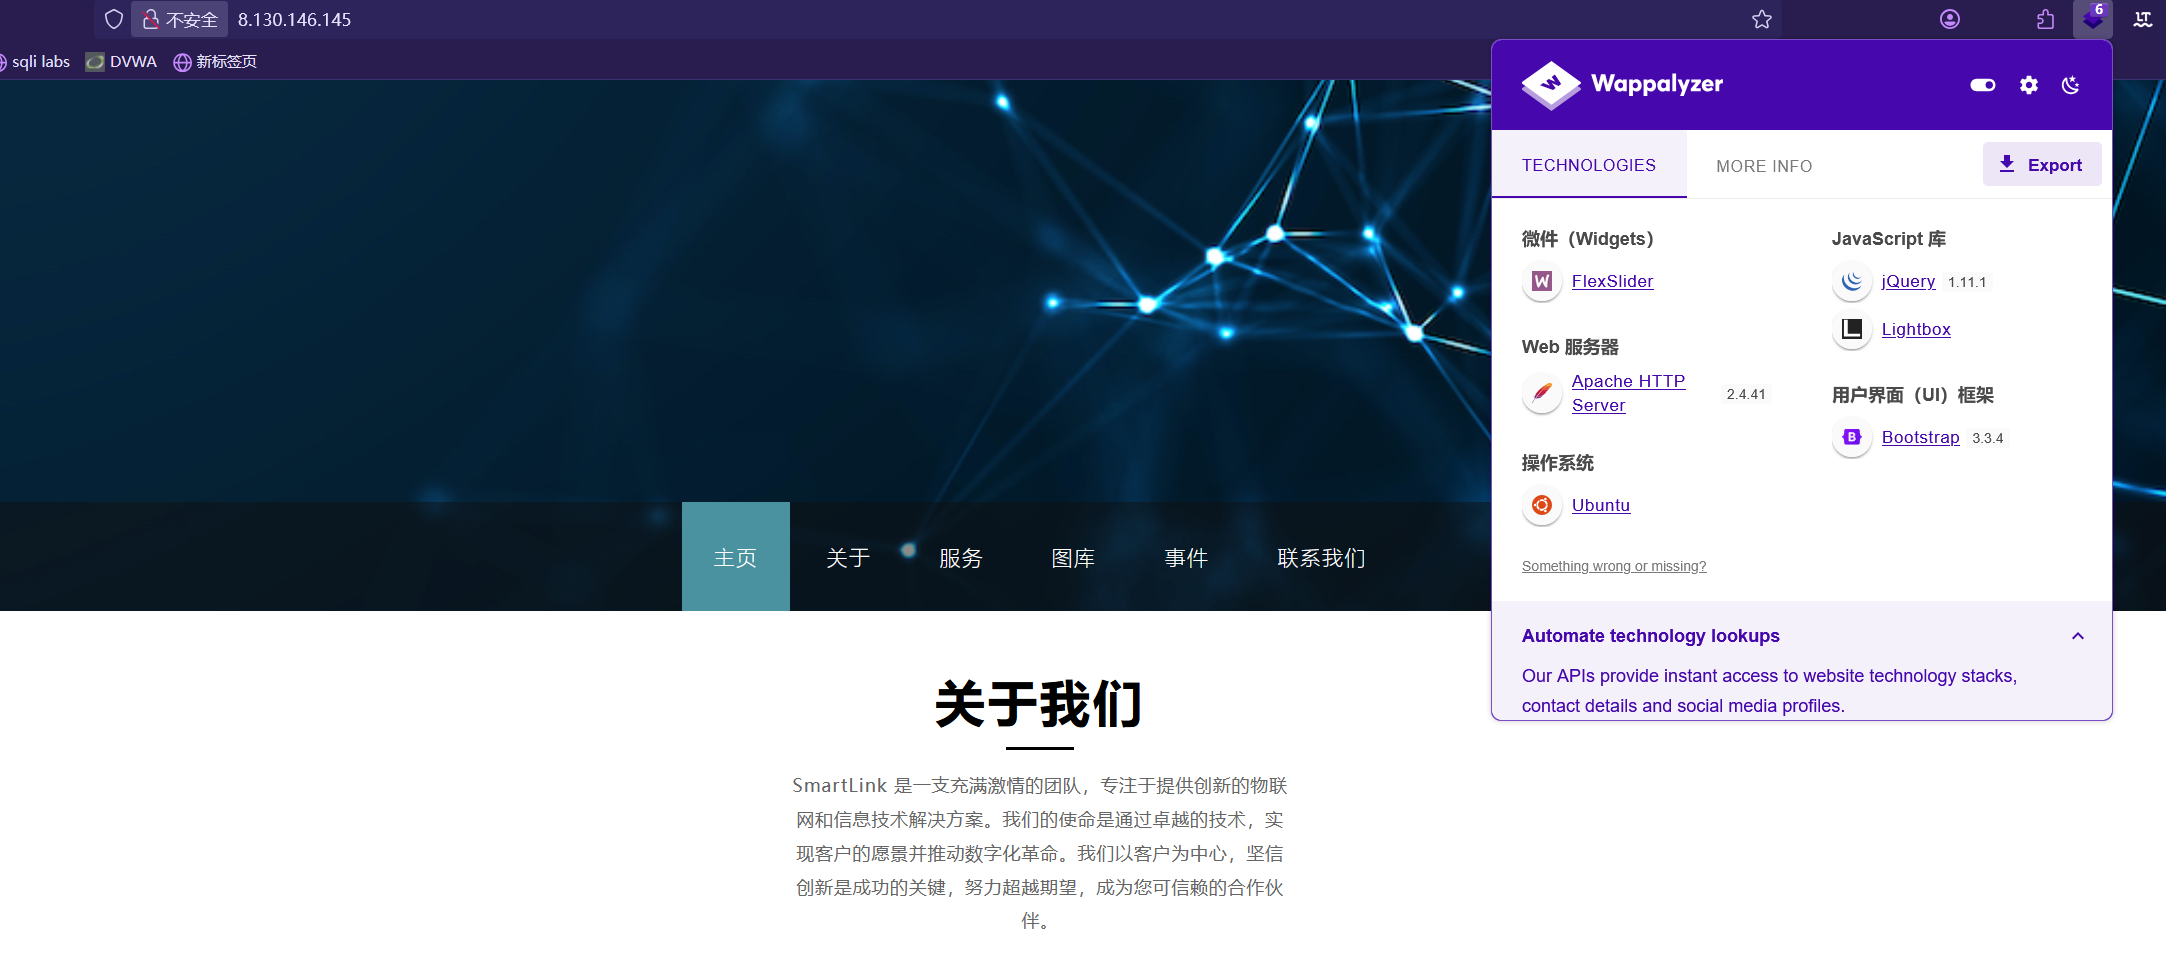 不安全 8.130.146.145 6
sqli labs DVWA 新标签页
Wappalyzer
TECHNOLOGIES MORE INFO Export
微件（Widgets）
FlexSlider
Web 服务器
Apache HTTP
Server 2.4.41
操作系统
Ubuntu
JavaScript 库
jQuery 1.11.1
Lightbox
用户界面（UI）框架
Bootstrap 3.3.4
Something wrong or missing?
Automate technology lookups
Our APIs provide instant access to website technology stacks,
contact details and social media profiles.
主页 关于 服务 图库 事件 联系我们
关于我们
SmartLink 是一支充满激情的团队，专注于提供创新的物联
网和信息技术解决方案。我们的使命是通过卓越的技术，实
现客户的愿景并推动数字化革命。我们以客户为中心，坚信
创新是成功的关键，努力超越期望，成为您可信赖的合作伙
伴。